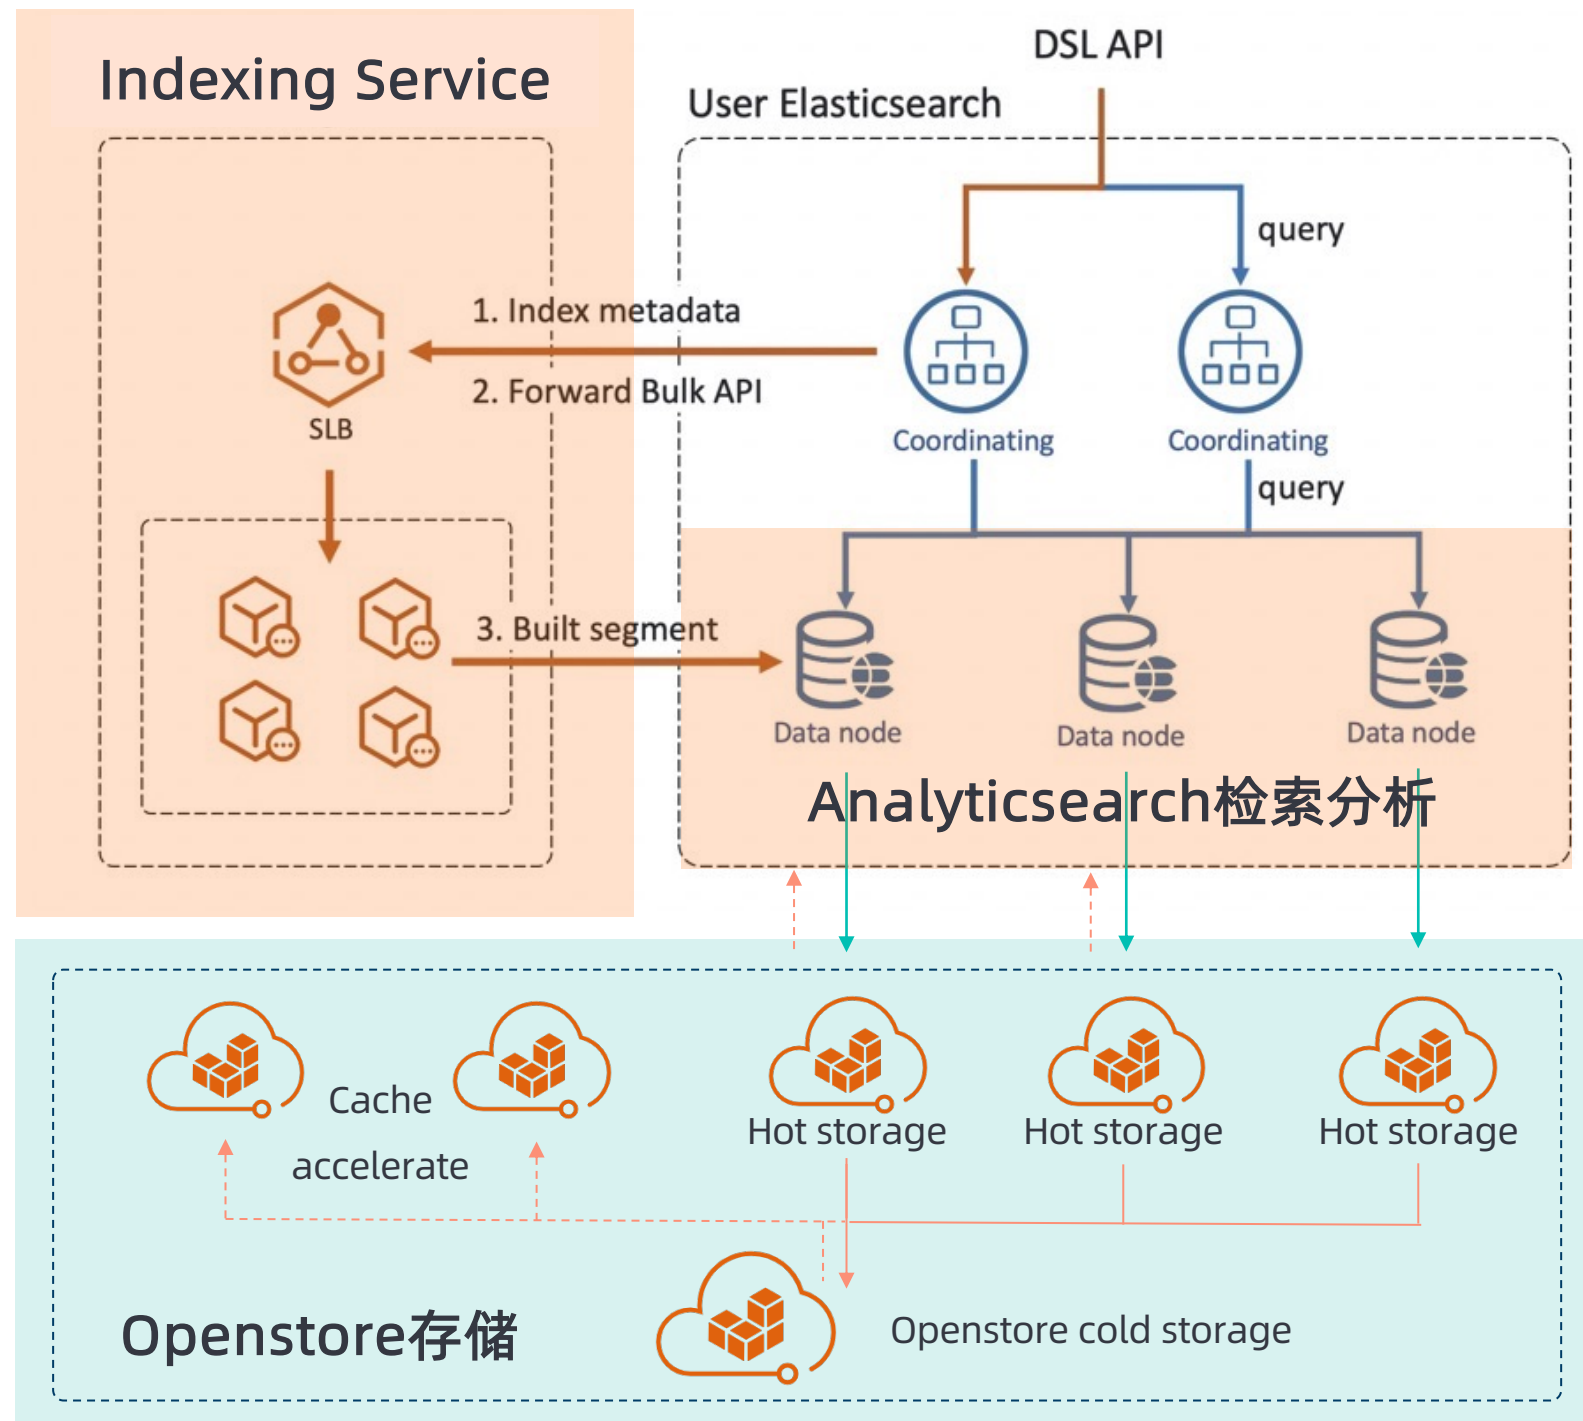 Indexing Service
DSL API
User Elasticsearch
query
1. Index metadata
2. Forward Bulk API
SLB
Coordinating
Coordinating
query
3. Built segment
Data node
Data node
Data node
Analyticsearch检索分析
Cache
accelerate
Hot storage
Hot storage
Hot storage
Openstore存储
Openstore cold storage